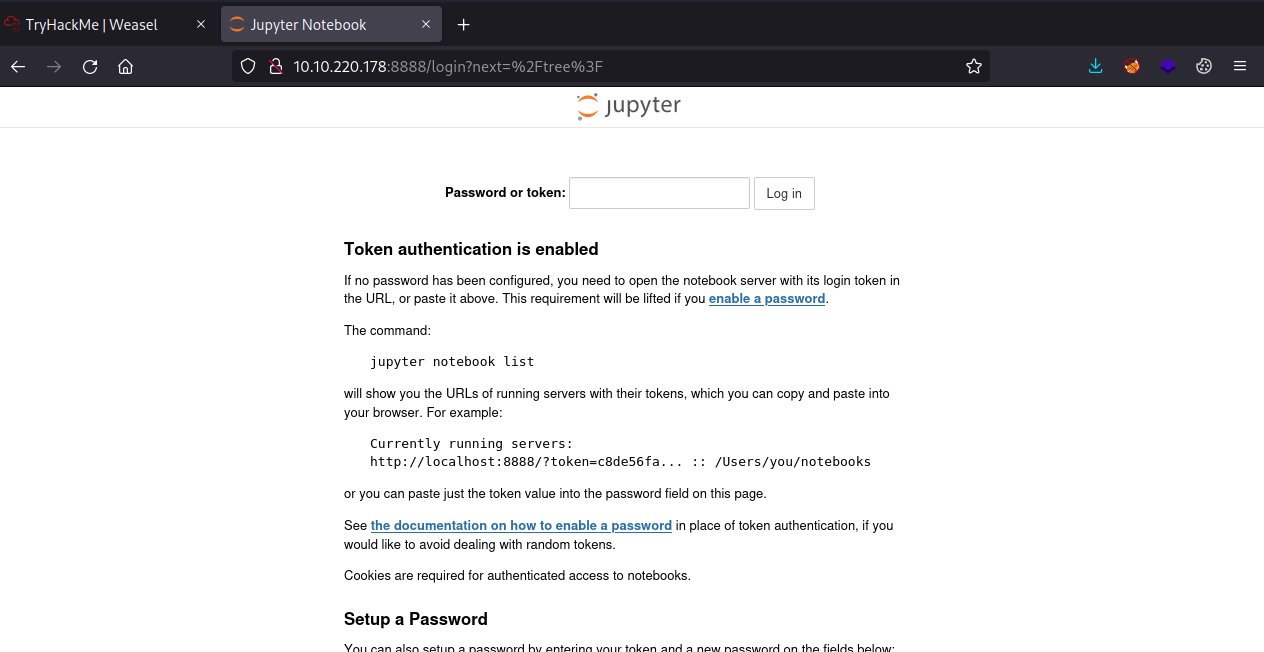 TryHackMe | Weasel
Jupyter Notebook
10.10.220.178:8888/login?next=%2Ftree%3F
jupyter
Password or token:
Log in
Token authentication is enabled
If no password has been configured, you need to open the notebook server with its login token in
the URL, or paste it above. This requirement will be lifted if you enable a password.
The command:
jupyter notebook list
will show you the URLs of running servers with their tokens, which you can copy and paste into
your browser. For example:
Currently running servers:
http://localhost:8888/?token=c8de56fa... :: /Users/you/notebooks
or you can paste just the token value into the password field on this page.
See the documentation on how to enable a password in place of token authentication, if you
would like to avoid dealing with random tokens.
Cookies are required for authenticated access to notebooks.
Setup a Password
You can also setup a password by entering your token and a new password on the fields below: